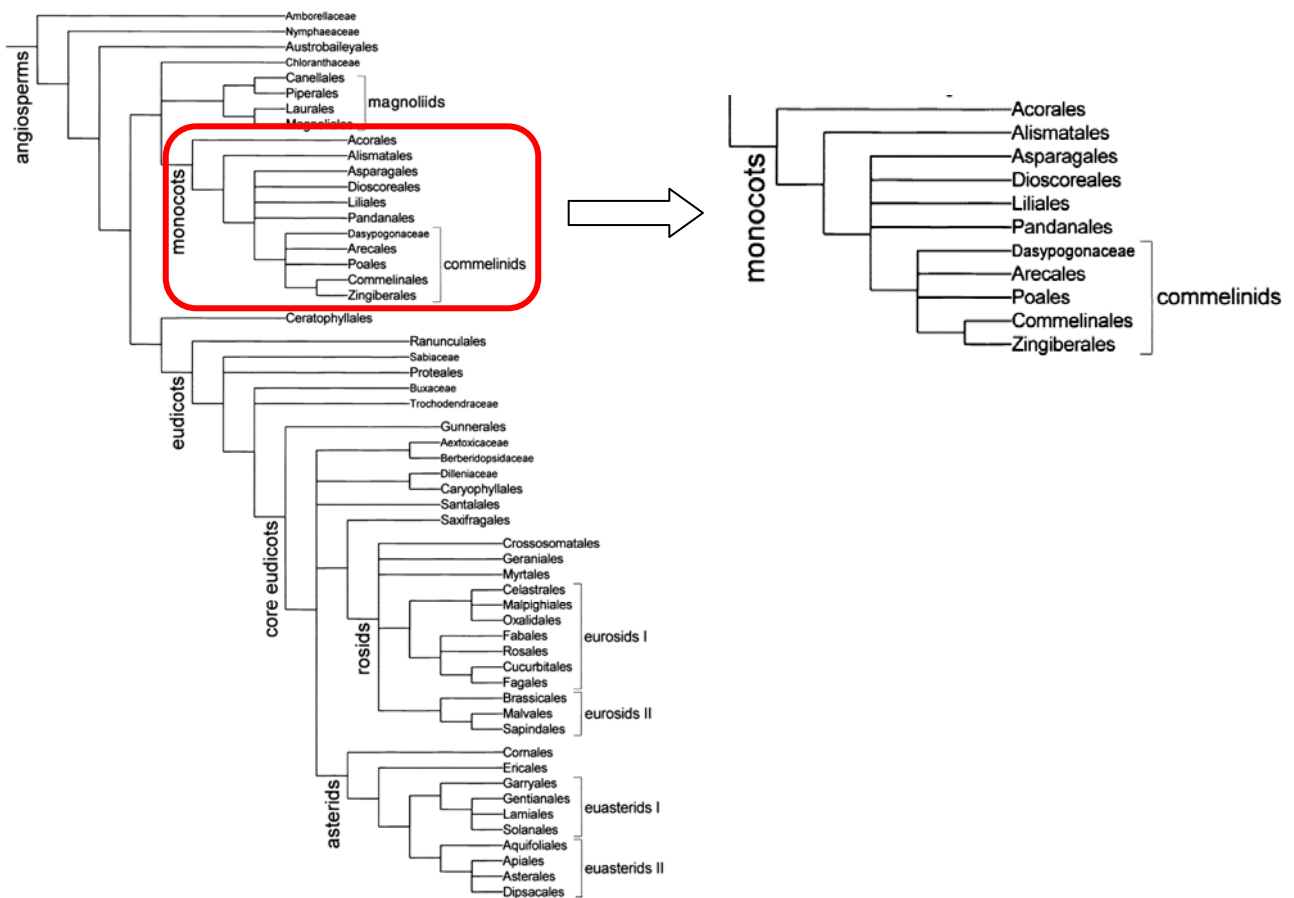 angiosperms
Amborellaceae
Nymphaeaceae
Austrobaileyales
Chloranthaceae
Canellales
Piperales
Laurales
Magnoliales
magnoliids
monocots
Acorales
Alismatales
Asparagales
Dioscoreales
Liliales
Pandanales
Dasypogonaceae
Arecales
Poales
Commelinales
Zingiberales
commelinids
Ceratophyllales
eudicots
Ranunculales
Sabiaceae
Proteales
Buxaceae
Trochodendraceae
core eudicots
Gunnerales
Aextoxicaceae
Berberidopsidaceae
Dilleniaceae
Caryophyllales
Santalales
Saxifragales
rosids
Crossosomatales
Geraniales
Myrtales
Celastrales
Malpighiales
Oxalidales
Fabales
Rosales
Cucurbitales
Fagales
eurosids I
Brassicales
Malvales
Sapindales
eurosids II
asterids
Cornales
Ericales
Garryales
Gentianales
Lamiales
Solanales
euasterids I
Aquifoliales
Apiales
Asterales
Dipsacales
euasterids II
monocots
Acorales
Alismatales
Asparagales
Dioscoreales
Liliales
Pandanales
Dasypogonaceae
Arecales
Poales
Commelinales
Zingiberales
commelinids